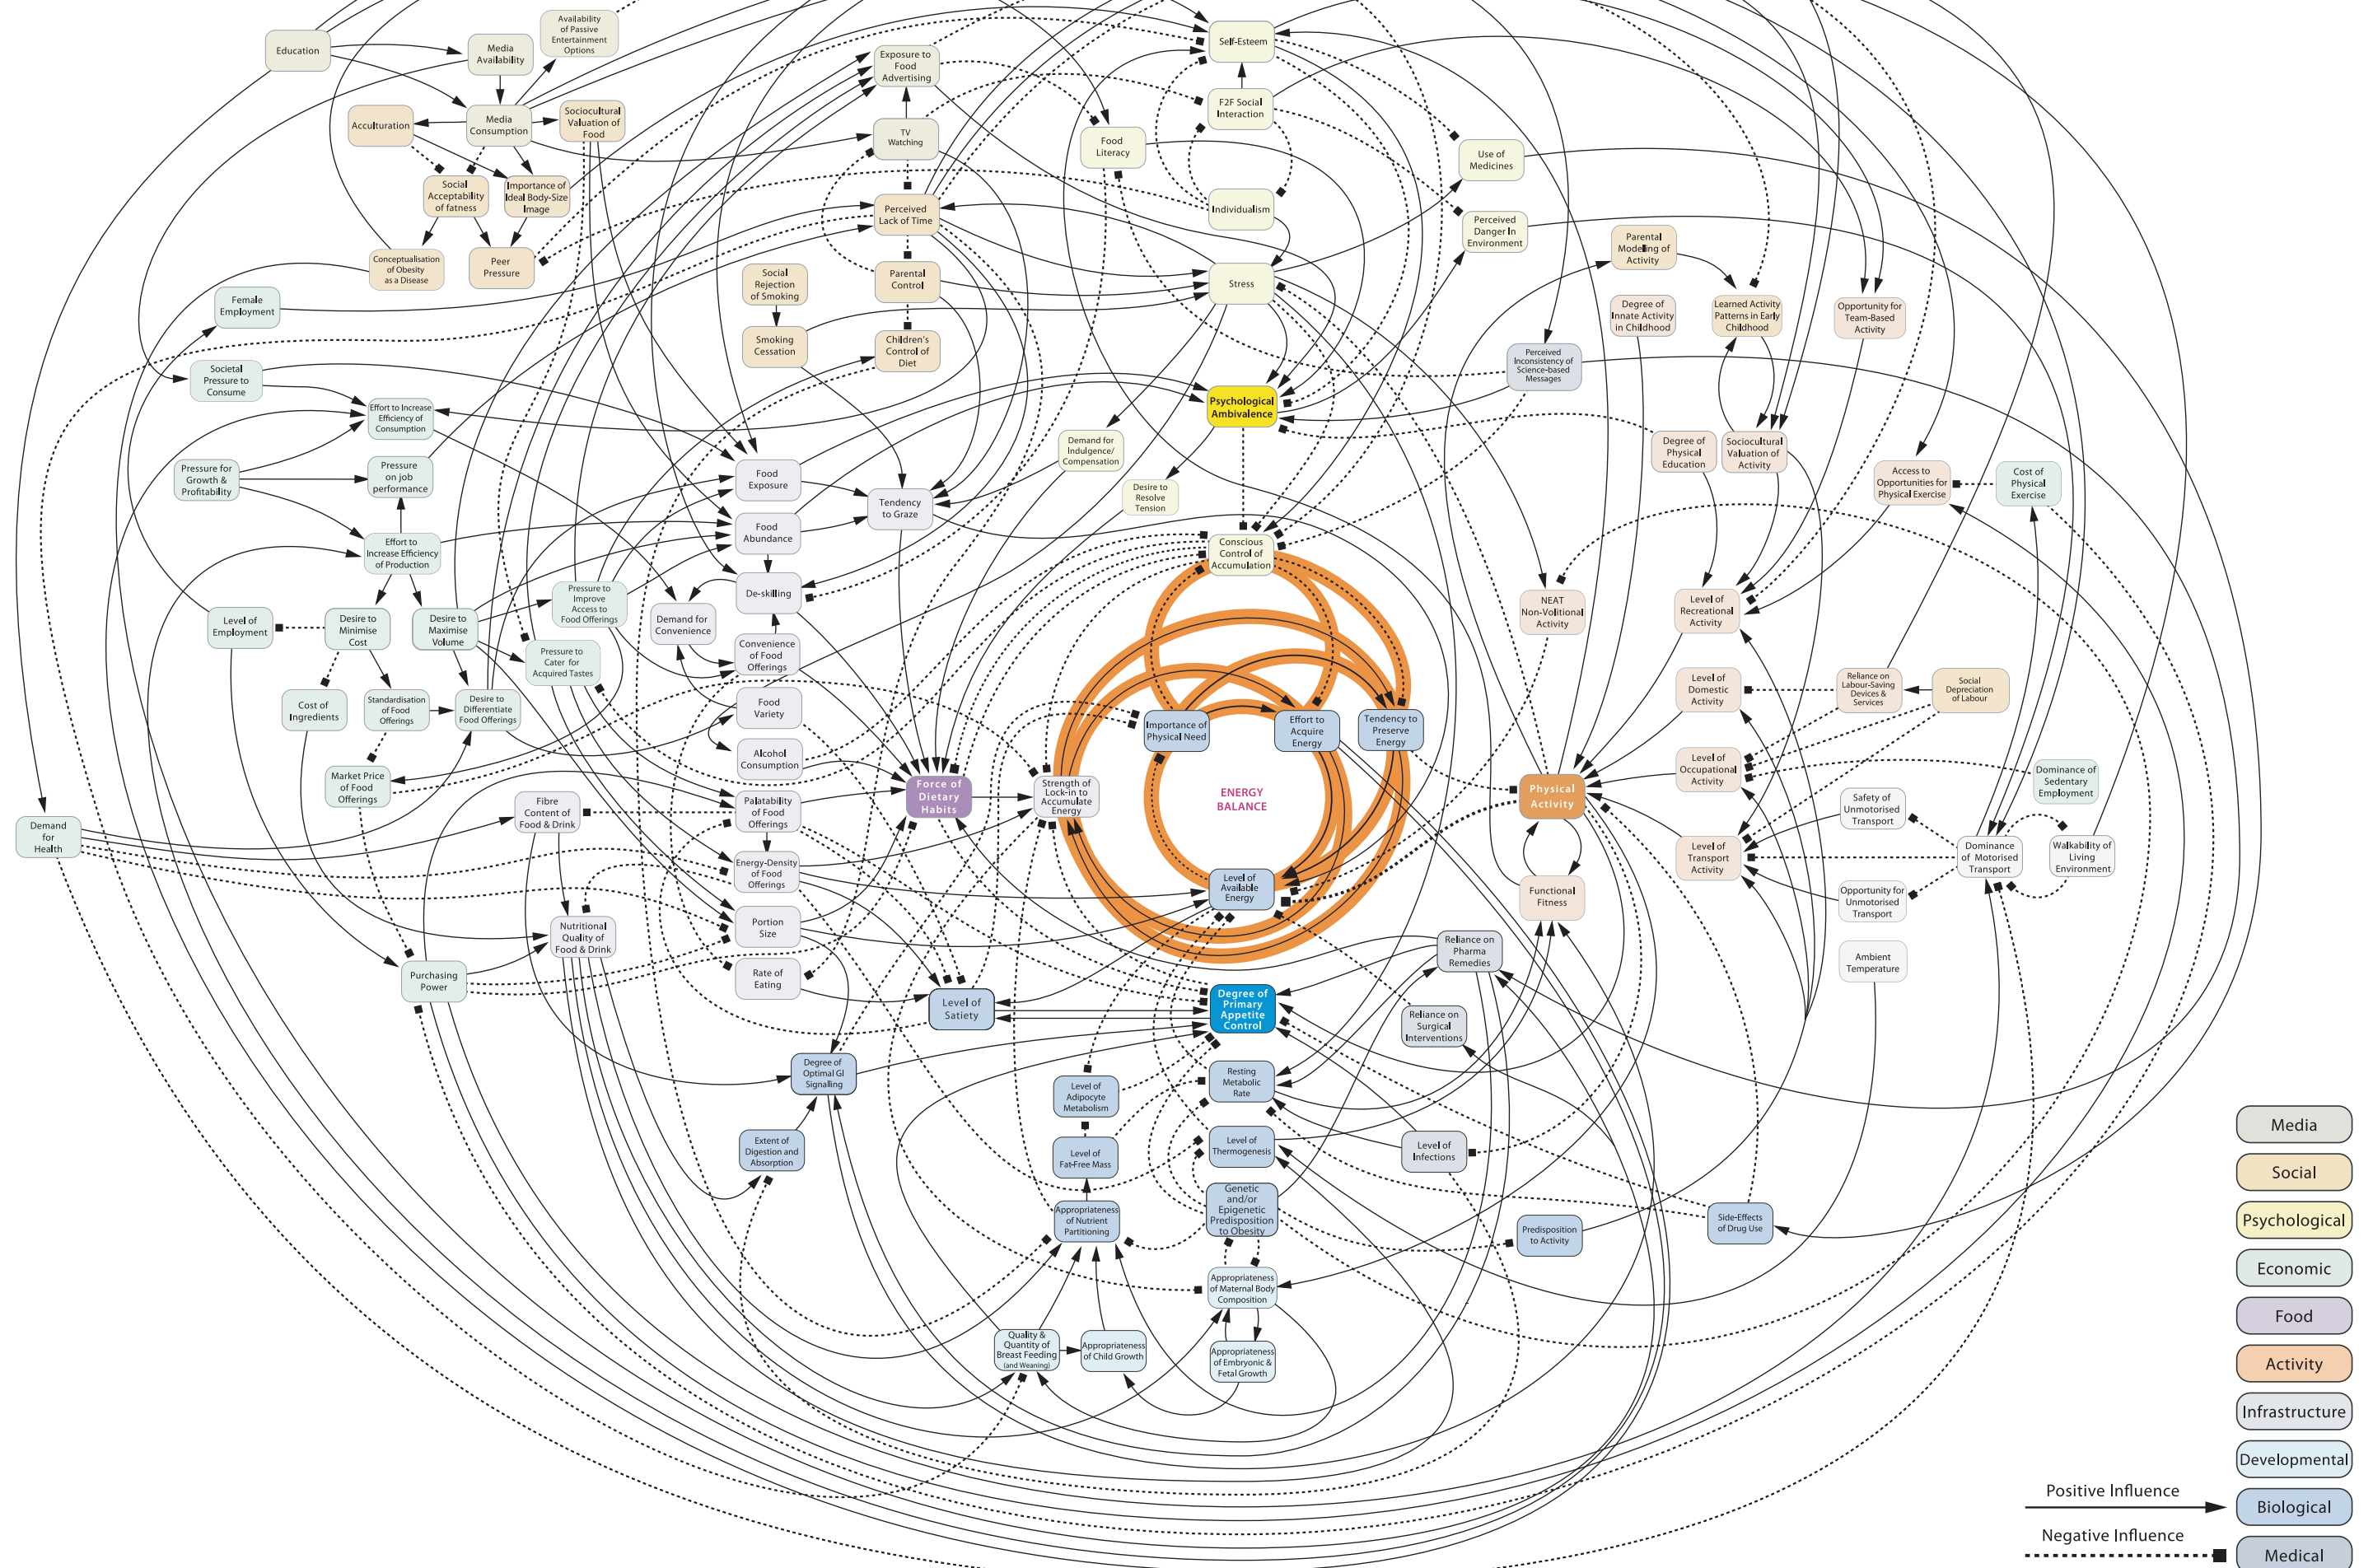 Education
Media
Availability
Availability
of Passive
Entertainment
Options
Acculturation
Media
Consumption
Sociocultural
Valuation of
Food
Social
Acceptability
of fatness
Importance of
Ideal Body-Size
Image
Conceptualisation
of Obesity
as a Disease
Peer
Pressure
Exposure to
Food
Advertising
TV
Watching
Perceived
Lack of Time
Parental
Control
Children's
Control of
Diet
Social
Rejection
of Smoking
Smoking
Cessation
Self-Esteem
F2F Social
Interaction
Food
Literacy
Individualism
Stress
Use of
Medicines
Perceived
Danger In
Environment
Psychological
Ambivalence
Demand for
Indulgence/
Compensation
Desire to
Resolve
Tension
Conscious
Control of
Accumulation
Perceived
Inconsistency of
Science-based
Messages
Parental
Modelling of
Activity
Degree of
Innate Activity
in Childhood
Learned Activity
Patterns in Early
Childhood
Opportunity for
Team-Based
Activity
Degree of
Physical
Education
Sociocultural
Valuation of
Activity
Access to
Opportunities for
Physical Exercise
Cost of
Physical
Exercise
Female
Employment
Societal
Pressure to
Consume
Effort to Increase
Efficiency of
Consumption
Pressure for
Growth &
Profitability
Pressure
on job
performance
Effort to
Increase Efficiency
of Production
Level of
Employment
Desire to
Minimise
Cost
Desire to
Maximise
Volume
Pressure to
Improve
Access to
Food Offerings
Pressure to
Cater for
Acquired Tastes
Cost of
Ingredients
Standardisation
of Food
Offerings
Desire to
Differentiate
Food Offerings
Market Price
of Food
Offerings
Demand
for
Health
Purchasing
Power
Food
Exposure
Food
Abundance
Tendency
to Graze
De-skilling
Demand for
Convenience
Convenience
of Food
Offerings
Food
Variety
Alcohol
Consumption
Fibre
Content of
Food & Drink
Palatability
of Food
Offerings
Energy-Density
of Food
Offerings
Portion
Size
Rate of
Eating
Nutritional
Quality of
Food & Drink
Force of
Dietary
Habits
Strength of
Lock-in to
Accumulate
Energy
Importance of
Physical Need
Effort to
Acquire
Energy
Tendency to
Preserve
Energy
ENERGY
BALANCE
Level of
Available
Energy
NEAT
Non-Volitional
Activity
Level of
Recreational
Activity
Level of
Domestic
Activity
Reliance on
Labour-Saving
Devices &
Services
Social
Depreciation
of Labour
Level of
Occupational
Activity
Dominance of
Sedentary
Employment
Physical
Activity
Safety of
Unmotorised
Transport
Level of
Transport
Activity
Dominance
of Motorised
Transport
Walkability of
Living
Environment
Opportunity for
Unmotorised
Transport
Functional
Fitness
Ambient
Temperature
Reliance on
Pharma
Remedies
Level of
Satiety
Degree of
Primary
Appetite
Control
Reliance on
Surgical
Interventions
Degree of
Optimal GI
Signalling
Level of
Adipocyte
Metabolism
Resting
Metabolic
Rate
Extent of
Digestion and
Absorption
Level of
Fat-Free Mass
Level of
Thermogenesis
Level of
Infections
Appropriateness
of Nutrient
Partitioning
Genetic
and/or
Epigenetic
Predisposition
to Obesity
Predisposition
to Activity
Side-Effects
of Drug Use
Appropriateness
of Maternal Body
Composition
Quality &
Quantity of
Breast Feeding
(and Weaning)
Appropriateness
of Child Growth
Appropriateness
of Embryonic &
Fetal Growth
Media
Social
Psychological
Economic
Food
Activity
Infrastructure
Developmental
Biological
Medical
Positive Influence
Negative Influence